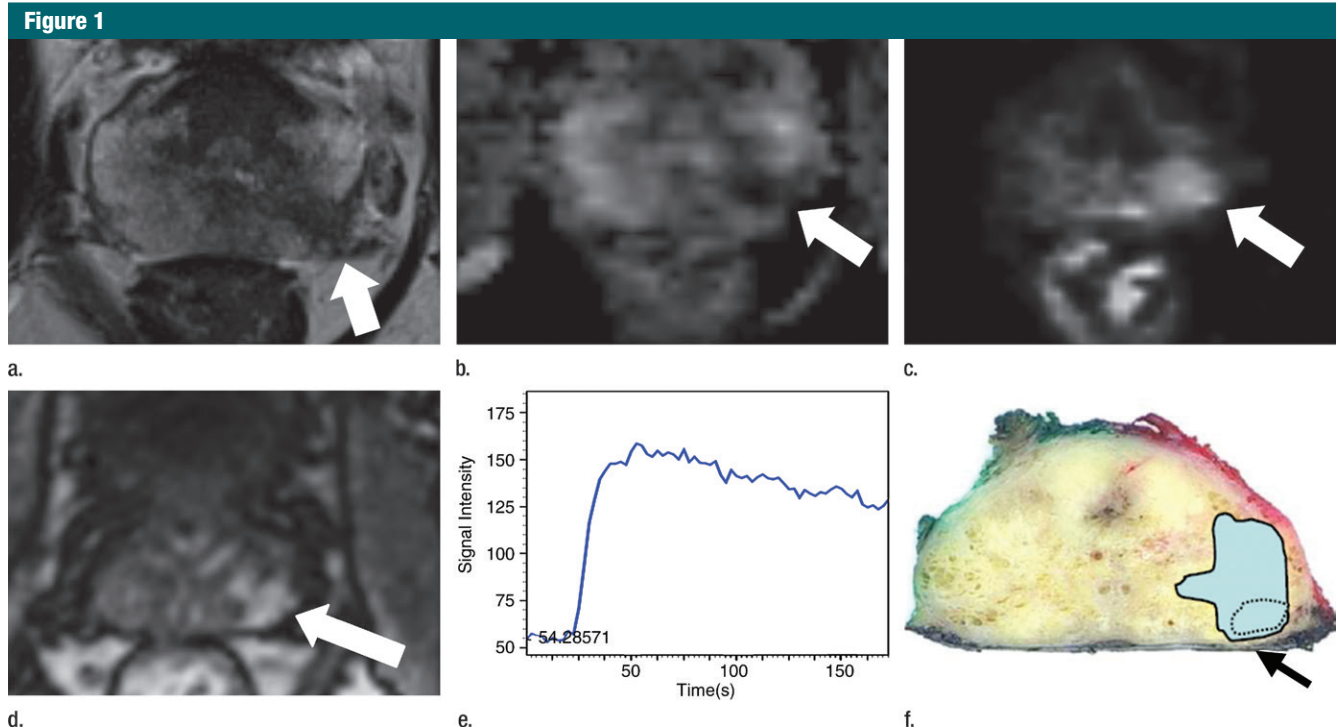 Figure 1
a.
b.
c.
d.
175
150
125
100
75
50
54.28571
Signal Intensity
50
100
150
Time(s)
e.
f.